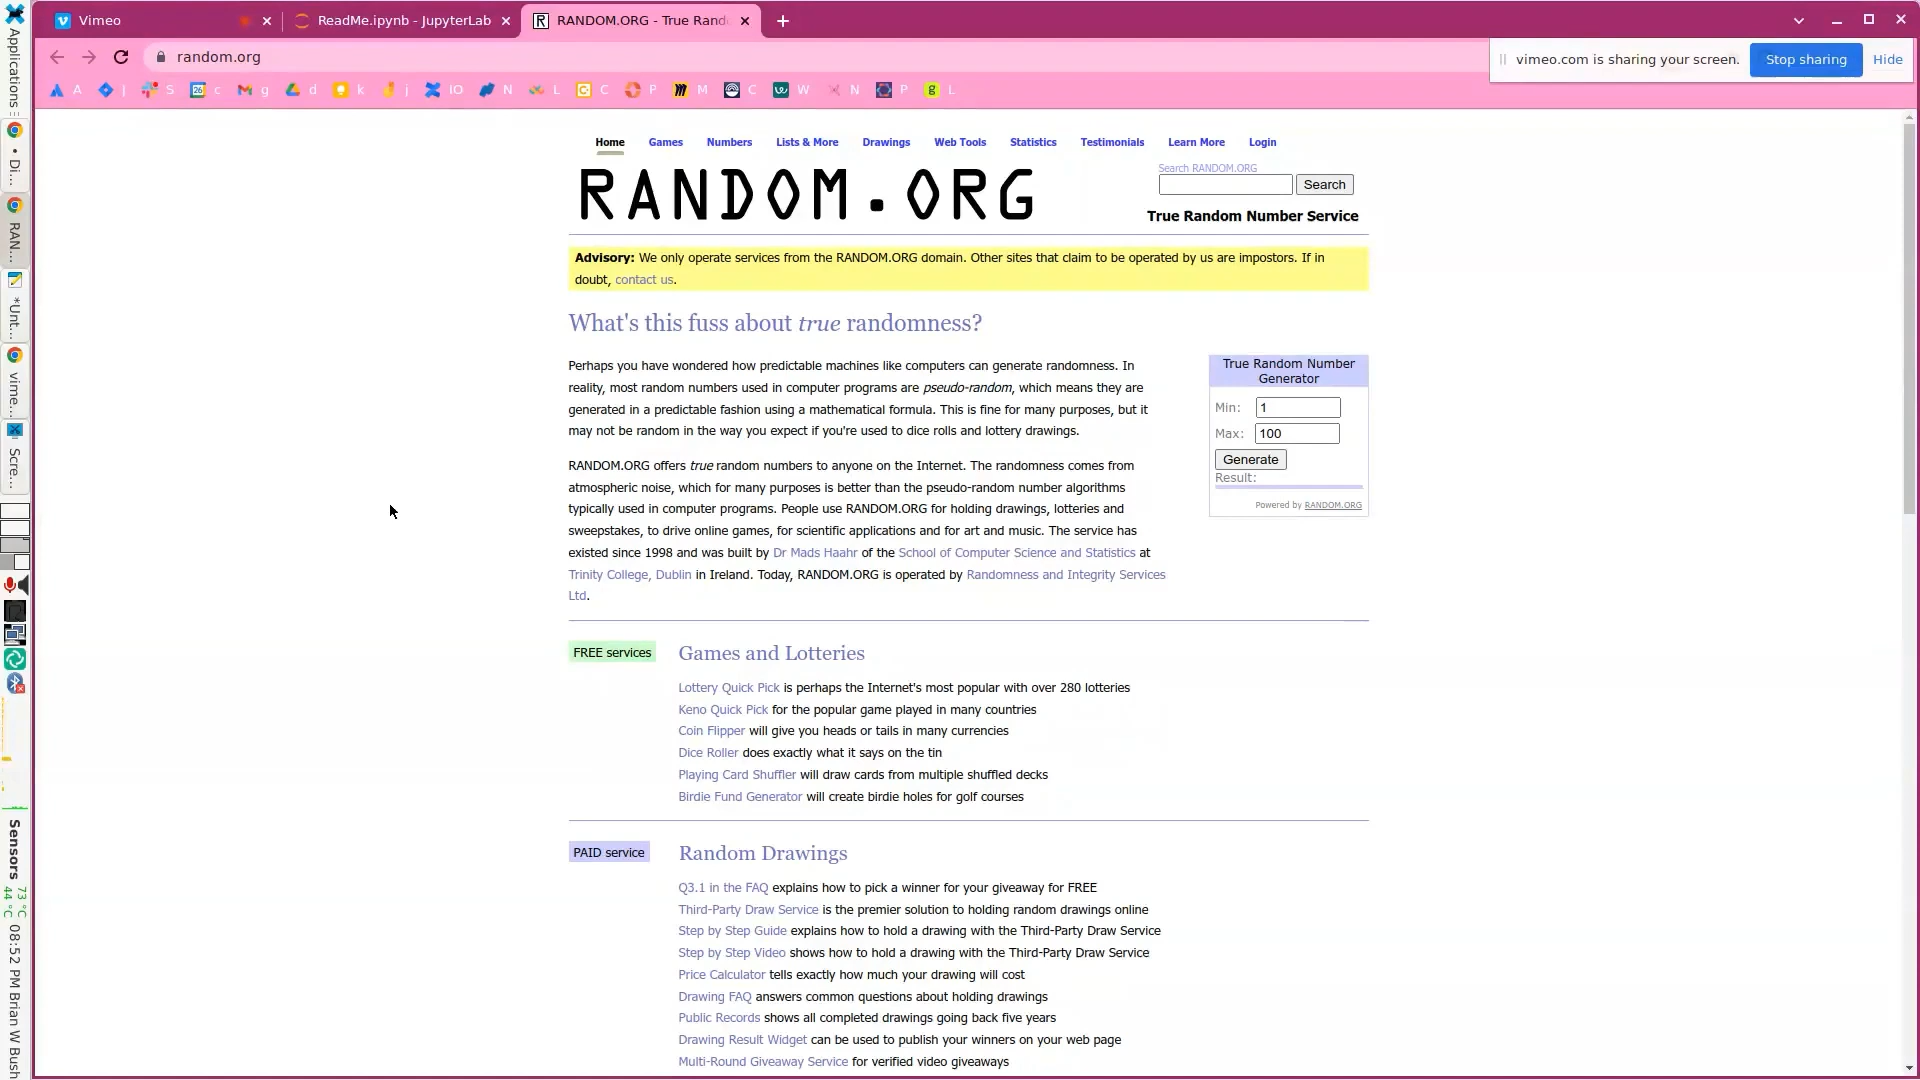 Vimeo
ReadMe.ipynb - JupyterLab
RANDOM.ORG - True Rand
random.org
vimeo.com is sharing your screen.
Stop sharing
Hide
A
J
S
c
g
d
k
j
IO
N
L
C
P
M
C
W
N
P
L
Applications
Di...
RAN...
*Unt...
vime...
Scre...
Sensors
73 °C
44 °C
08:52 PM Brian W Bush
Home
Games
Numbers
Lists & More
Drawings
Web Tools
Statistics
Testimonials
Learn More
Login
RANDOM.ORG
Search RANDOM.ORG
Search
True Random Number Service
Advisory: We only operate services from the RANDOM.ORG domain. Other sites that claim to be operated by us are impostors. If in
doubt, contact us.
What's this fuss about true randomness?
Perhaps you have wondered how predictable machines like computers can generate randomness. In
reality, most random numbers used in computer programs are pseudo-random, which means they are
generated in a predictable fashion using a mathematical formula. This is fine for many purposes, but it
may not be random in the way you expect if you're used to dice rolls and lottery drawings.
RANDOM.ORG offers true random numbers to anyone on the Internet. The randomness comes from
atmospheric noise, which for many purposes is better than the pseudo-random number algorithms
typically used in computer programs. People use RANDOM.ORG for holding drawings, lotteries and
sweepstakes, to drive online games, for scientific applications and for art and music. The service has
existed since 1998 and was built by Dr Mads Haahr of the School of Computer Science and Statistics at
Trinity College, Dublin in Ireland. Today, RANDOM.ORG is operated by Randomness and Integrity Services
Ltd.
True Random Number
Generator
Min: 1
Max: 100
Generate
Result:
Powered by RANDOM.ORG
FREE services
Games and Lotteries
Lottery Quick Pick is perhaps the Internet's most popular with over 280 lotteries
Keno Quick Pick for the popular game played in many countries
Coin Flipper will give you heads or tails in many currencies
Dice Roller does exactly what it says on the tin
Playing Card Shuffler will draw cards from multiple shuffled decks
Birdie Fund Generator will create birdie holes for golf courses
PAID service
Random Drawings
Q3.1 in the FAQ explains how to pick a winner for your giveaway for FREE
Third-Party Draw Service is the premier solution to holding random drawings online
Step by Step Guide explains how to hold a drawing with the Third-Party Draw Service
Step by Step Video shows how to hold a drawing with the Third-Party Draw Service
Price Calculator tells exactly how much your drawing will cost
Drawing FAQ answers common questions about holding drawings
Public Records shows all completed drawings going back five years
Drawing Result Widget can be used to publish your winners on your web page
Multi-Round Giveaway Service for verified video giveaways